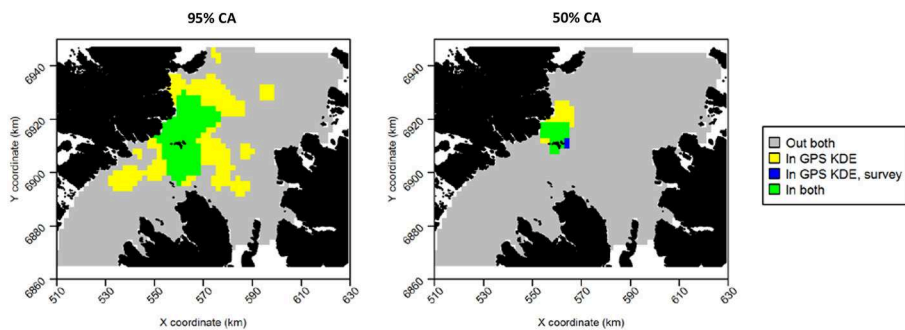 95% CA
50% CA
Y coordinate (km)
6940
6920
6900
6880
6860
510
530
550
570
590
610
630
X coordinate (km)
Y coordinate (km)
6940
6920
6900
6880
6860
510
530
550
570
590
610
630
X coordinate (km)
Out both
In GPS KDE
In GPS KDE, survey
In both